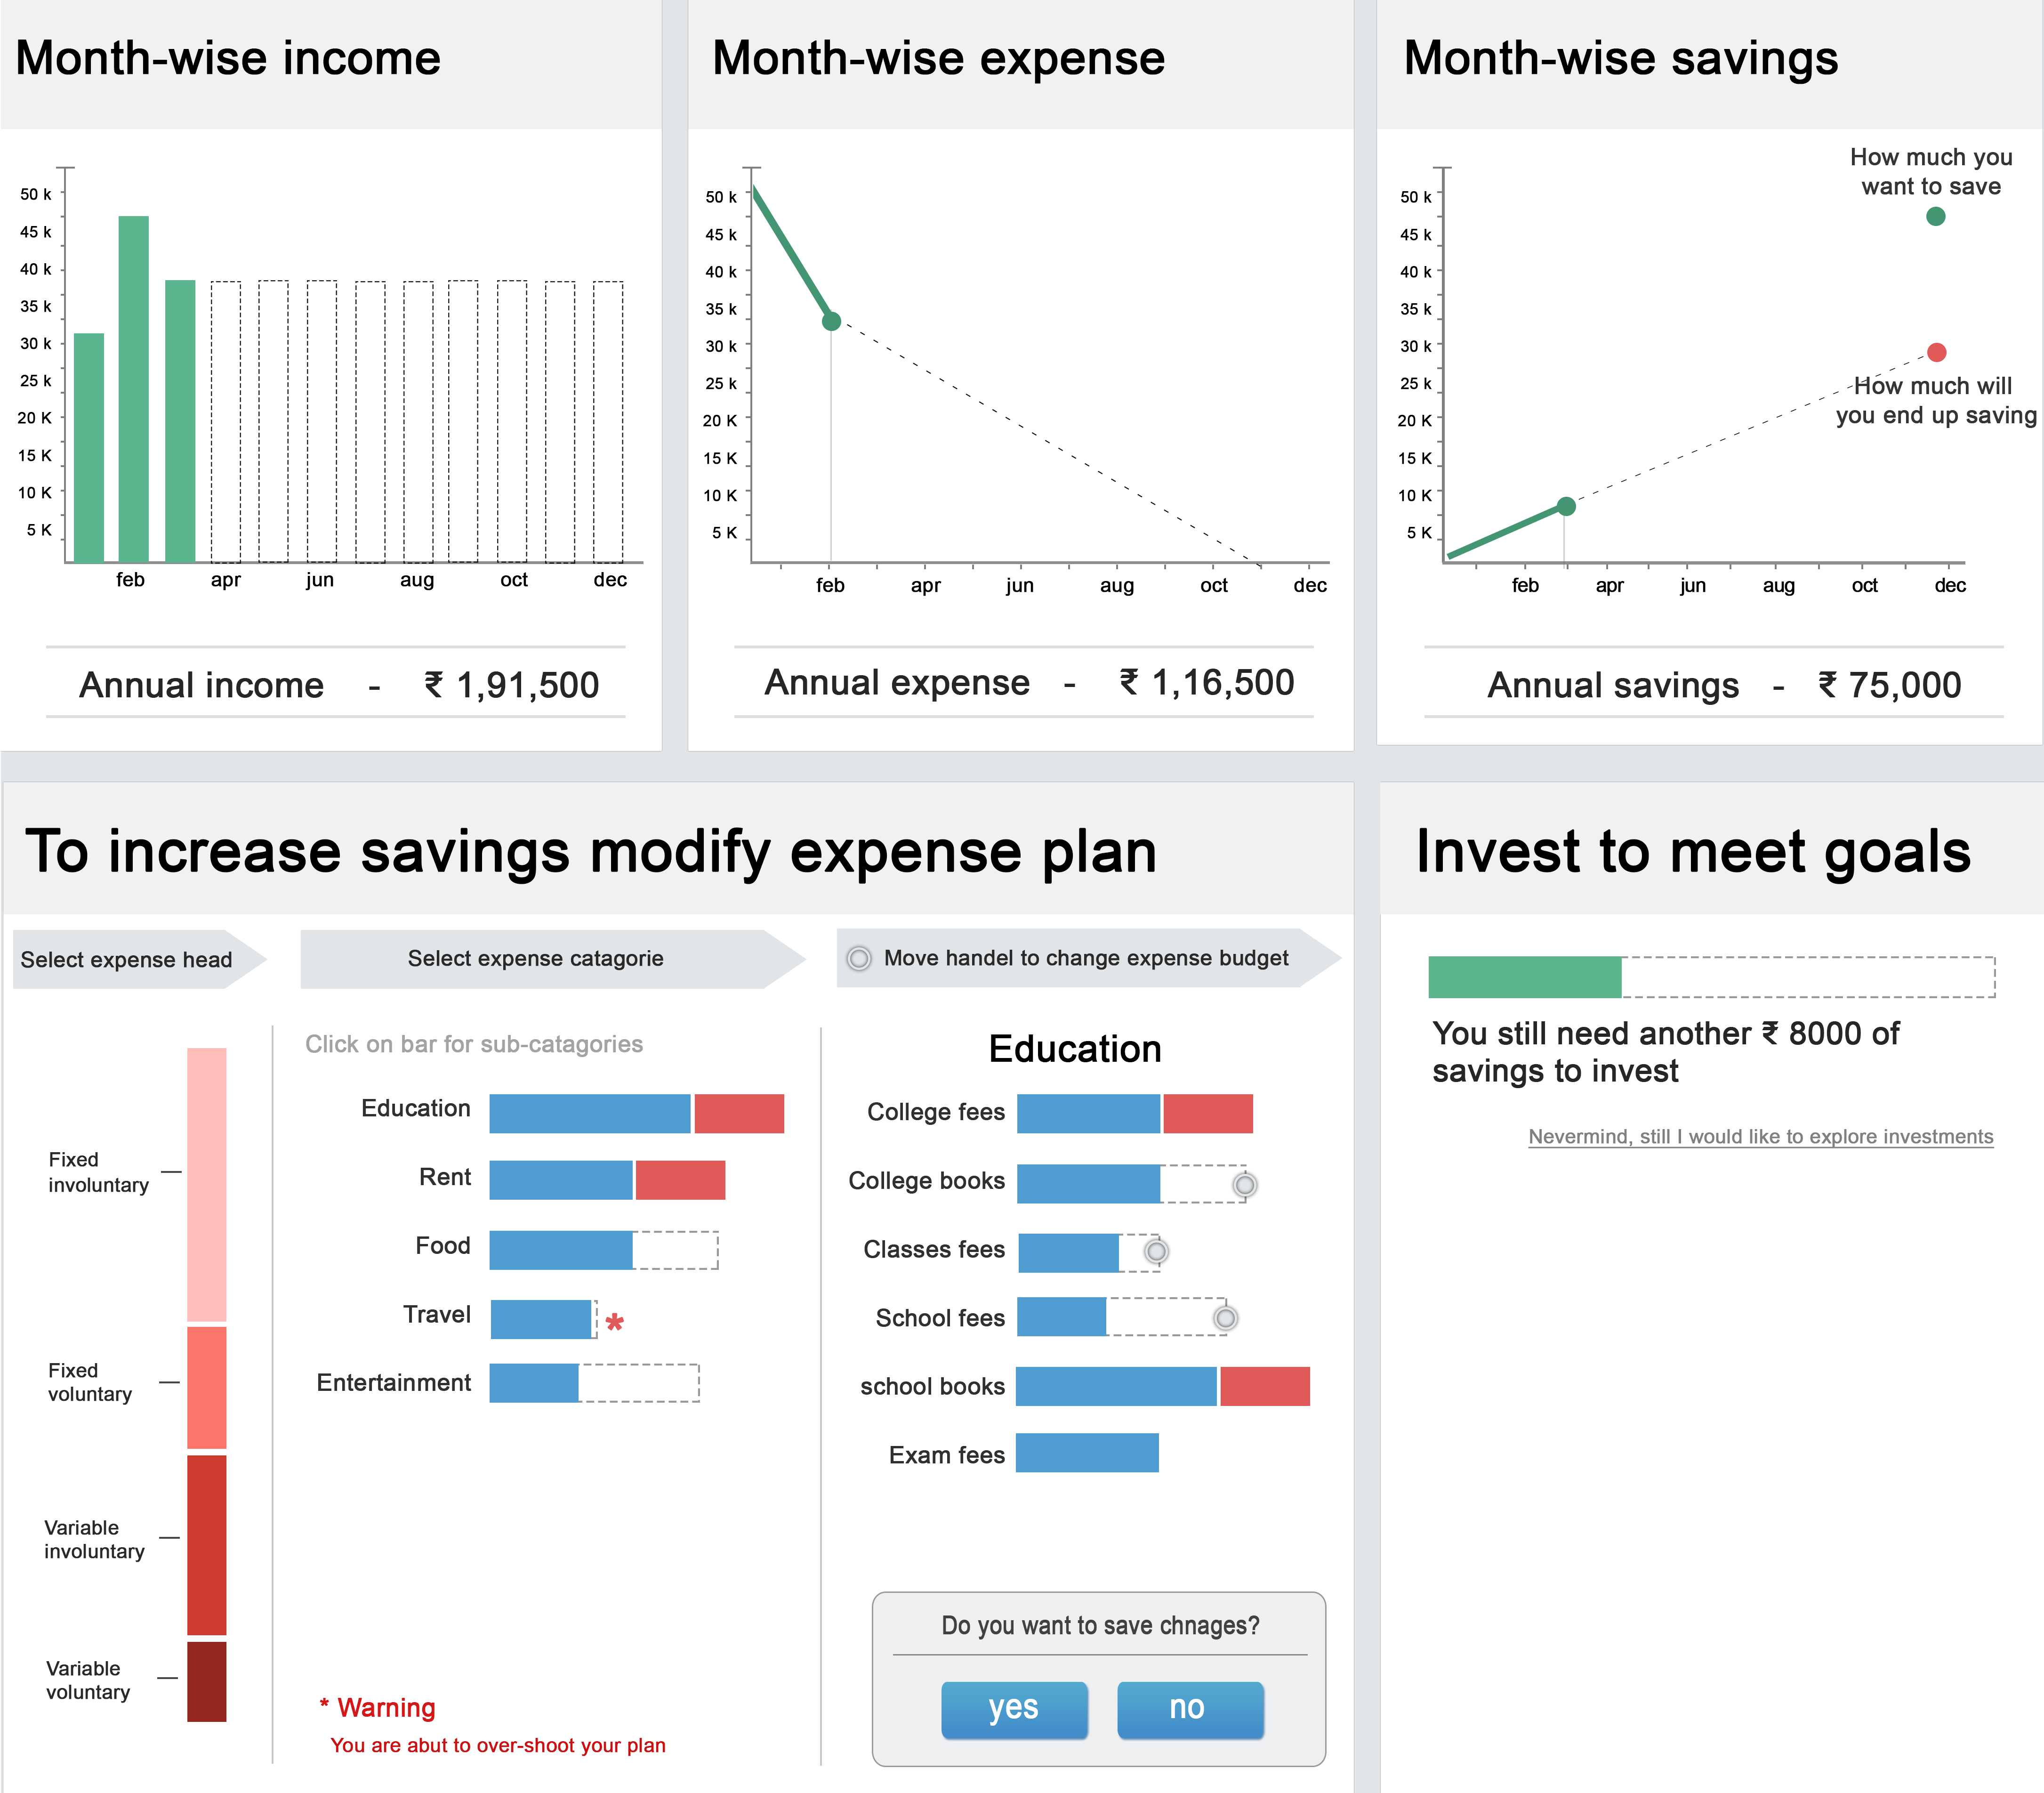 Month-wise income
50 k
45 k
40 k
35 k
30 k
25 k
20 K
15 K
10 K
5 K
feb apr jun aug oct dec
Annual income - ₹ 1,91,500
Month-wise expense
50 k
45 k
40 k
35 k
30 k
25 k
20 K
15 K
10 K
5 K
feb apr jun aug oct dec
Annual expense - ₹ 1,16,500
Month-wise savings
How much you
want to save
50 k
45 k
40 k
35 k
30 k
25 k
20 K
15 K
10 K
5 K
How much will
you end up saving
feb apr jun aug oct dec
Annual savings - ₹ 75,000
To increase savings modify expense plan
Select expense head
Fixed
involuntary
Fixed
voluntary
Variable
involuntary
Variable
voluntary
Select expense catagorie
Click on bar for sub-catagories
Education
Rent
Food
Travel *
Entertainment
* Warning
You are abut to over-shoot your plan
Move handel to change expense budget
Education
College fees
College books
Classes fees
School fees
school books
Exam fees
Do you want to save chnages?
yes no
Invest to meet goals
You still need another ₹ 8000 of
savings to invest
Nevermind, still I would like to explore investments